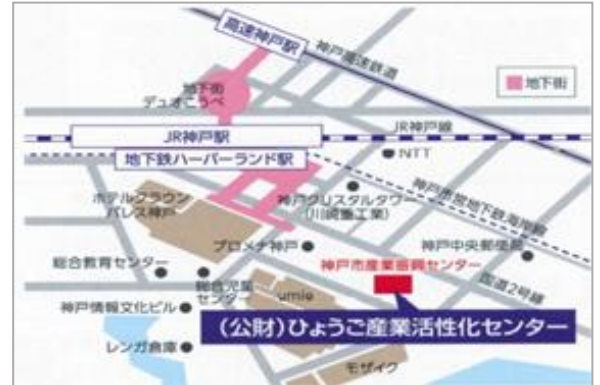 高速神戸駅
神戸高速鉄道
地下街
デュオこうべ
地下街
JR神戸駅
JR神戸線
地下鉄ハーバーランド駅
NTT
神戸市営地下鉄海岸線
ホテルクラウン
パレス神戸
神戸クリスタルタワー
(川崎重工業)
プロメナ神戸
神戸中央郵便局
総合教育センター
総合児童
センター
神戸市産業振興センター
umie
国道2号線
神戸情報文化ビル
(公財)ひょうご産業活性化センター
レンガ倉庫
モザイク